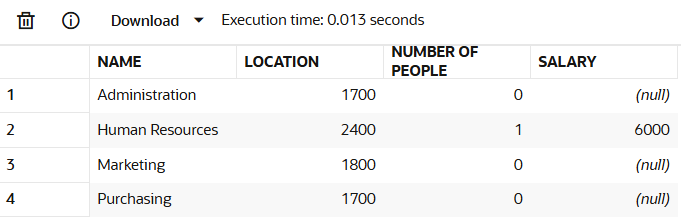 Download Execution time: 0.013 seconds
NAME LOCATION NUMBER OF PEOPLE SALARY
1 Administration 1700 0 (null)
2 Human Resources 2400 1 6000
3 Marketing 1800 0 (null)
4 Purchasing 1700 0 (null)